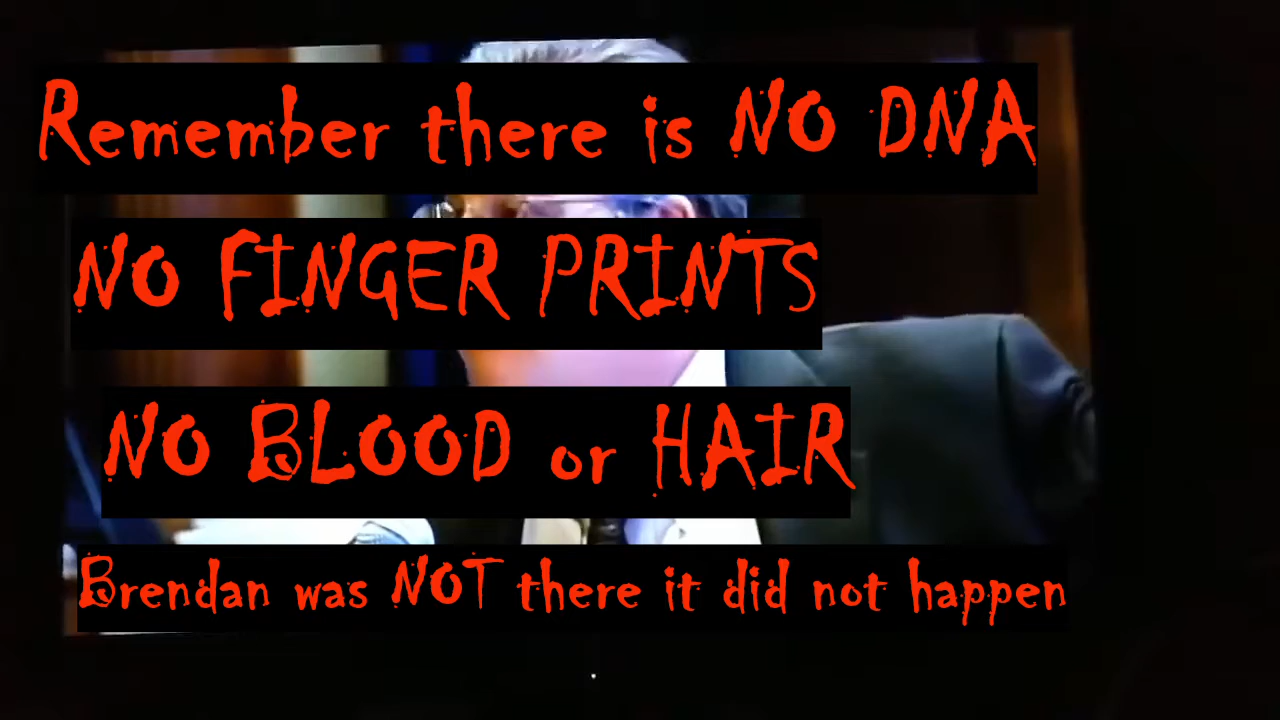 Remember there is NO DNA
NO FINGER PRINTS
NO BLOOD or HAIR
Brendan was NOT there it did not happen